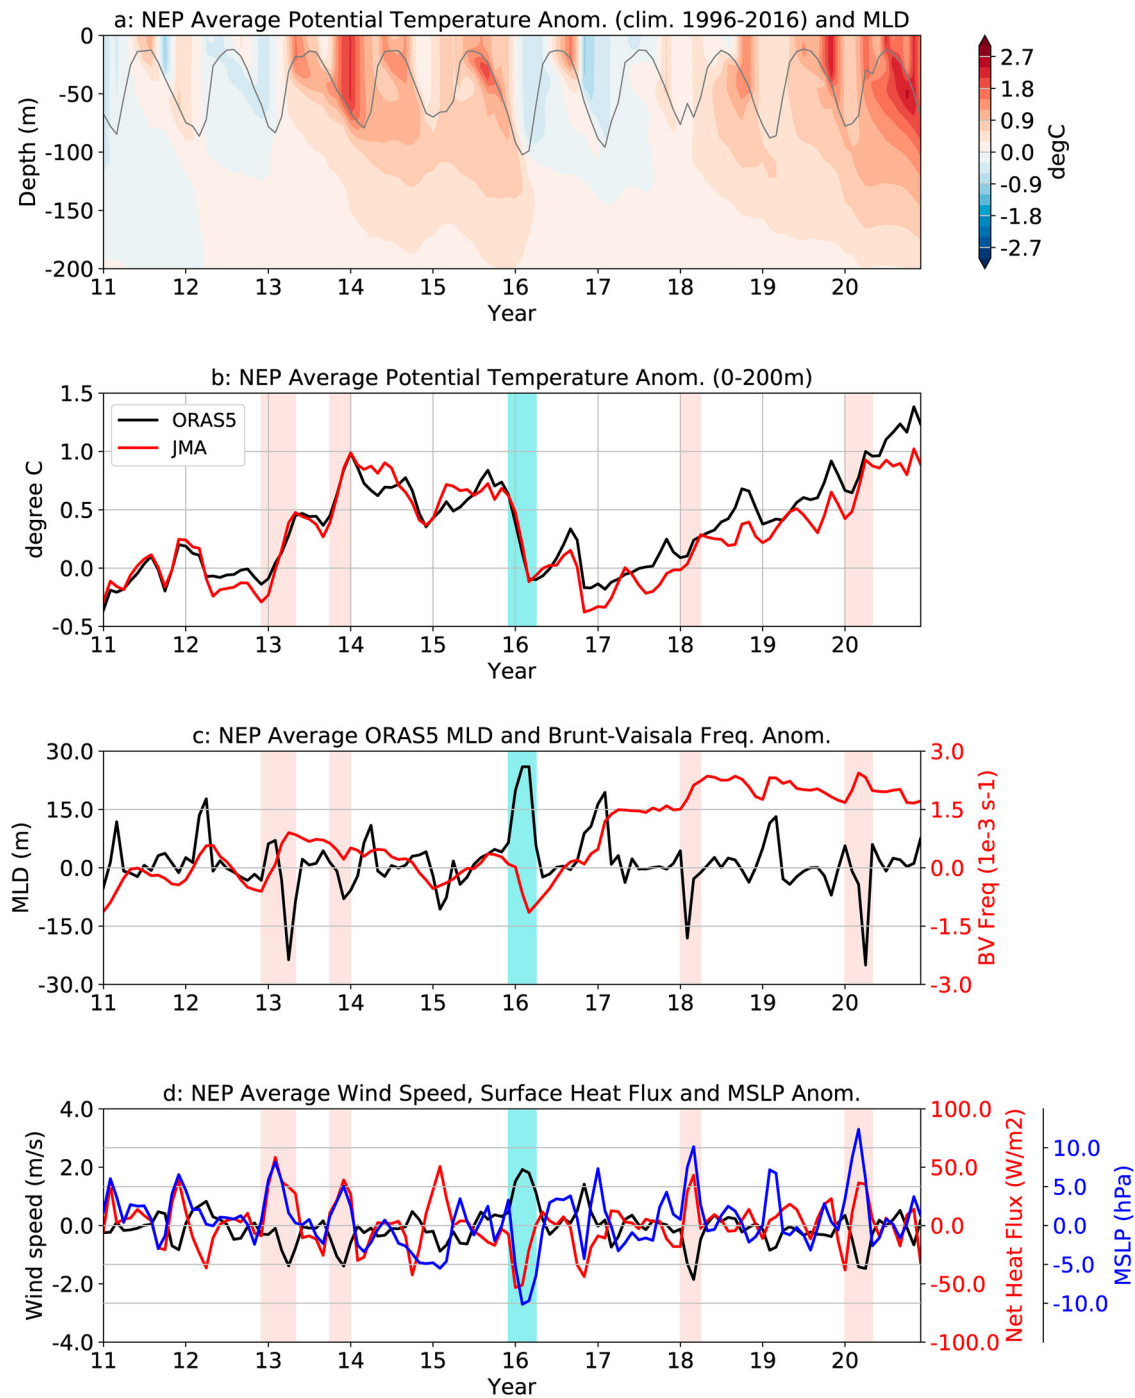 a: NEP Average Potential Temperature Anom. (clim. 1996-2016) and MLD
0
-50
-100
-150
-200
Depth (m)
11 12 13 14 15 16 17 18 19 20
Year
2.7
1.8
0.9
0.0
-0.9
-1.8
-2.7
degC
b: NEP Average Potential Temperature Anom. (0-200m)
1.5
1.0
0.5
0.0
-0.5
degree C
ORAS5
JMA
11 12 13 14 15 16 17 18 19 20
Year
c: NEP Average ORAS5 MLD and Brunt-Vaisala Freq. Anom.
30.0
15.0
0.0
-15.0
-30.0
MLD (m)
3.0
1.5
0.0
-1.5
-3.0
BV Freq (1e-3 s-1)
11 12 13 14 15 16 17 18 19 20
Year
d: NEP Average Wind Speed, Surface Heat Flux and MSLP Anom.
4.0
2.0
0.0
-2.0
-4.0
Wind speed (m/s)
100.0
50.0
0.0
-50.0
-100.0
Net Heat Flux (W/m2)
10.0
5.0
0.0
-5.0
-10.0
MSLP (hPa)
11 12 13 14 15 16 17 18 19 20
Year